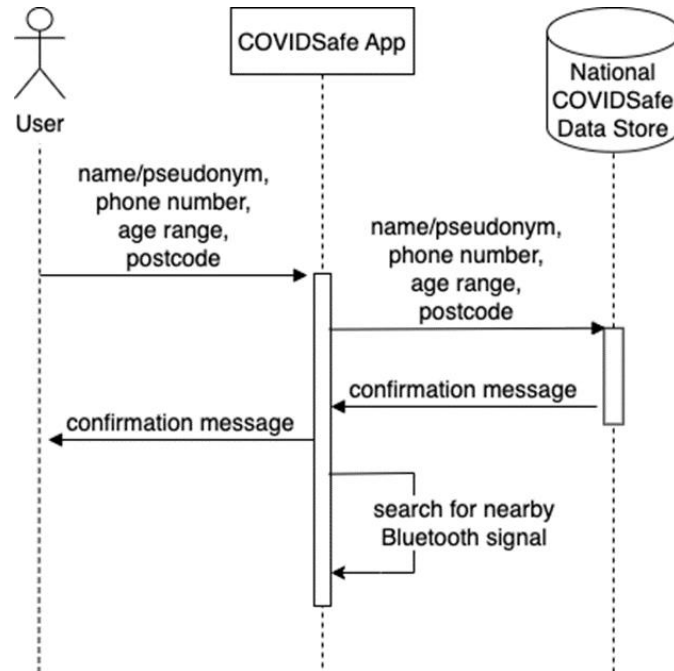 COVIDSafe App
National
COVIDSafe
Data Store
User
name/pseudonym,
phone number,
age range,
postcode
name/pseudonym,
phone number,
age range,
postcode
confirmation message
confirmation message
search for nearby
Bluetooth signal